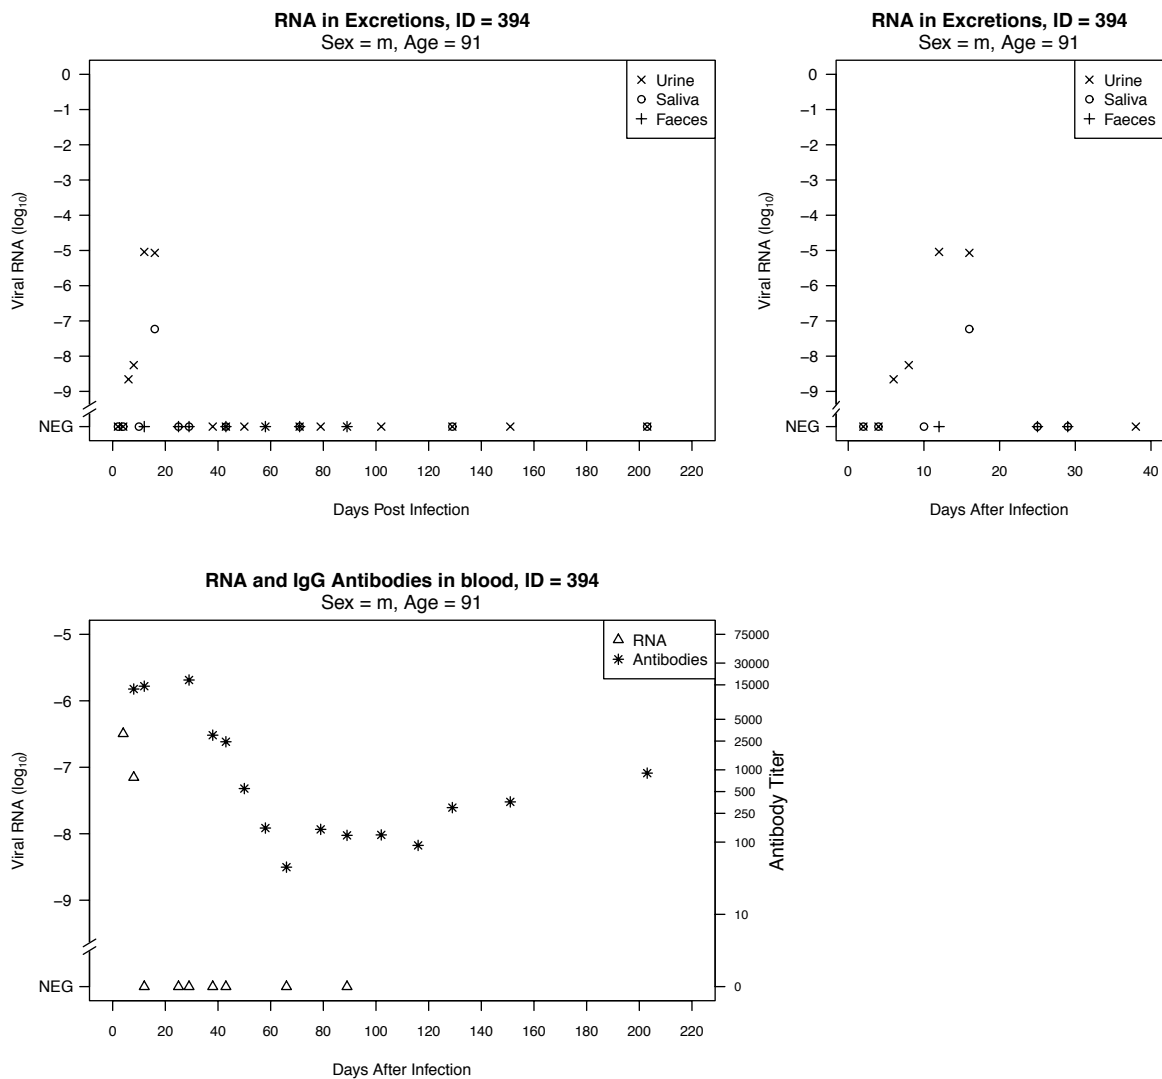 RNA in Excretions, ID = 394
Sex = m, Age = 91
Viral RNA (log10)
0
−1
−2
−3
−4
−5
−6
−7
−8
−9
NEG
Urine
Saliva
Faeces
0 20 40 60 80 100 120 140 160 180 200 220
Days Post Infection
RNA in Excretions, ID = 394
Sex = m, Age = 91
Viral RNA (log10)
0
−1
−2
−3
−4
−5
−6
−7
−8
−9
NEG
Urine
Saliva
Faeces
0 10 20 30 40
Days After Infection
RNA and IgG Antibodies in blood, ID = 394
Sex = m, Age = 91
Viral RNA (log10)
−5
−6
−7
−8
−9
NEG
RNA
Antibodies
75000
30000
15000
5000
2500
1000
500
250
100
10
0
Antibody Titer
0 20 40 60 80 100 120 140 160 180 200 220
Days After Infection